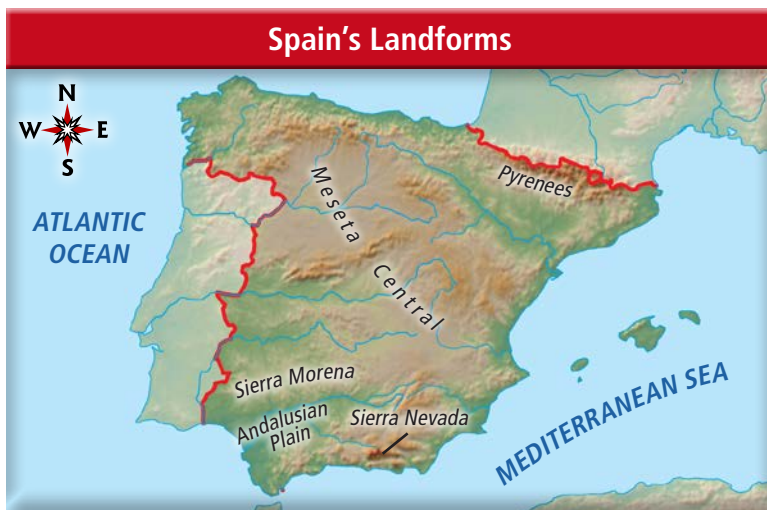 Spain's Landforms
N
W E
S
ATLANTIC
OCEAN
Pyrenees
Meseta
Central
Sierra Morena
Andalusian
Plain
Sierra Nevada
MEDITERRANEAN SEA